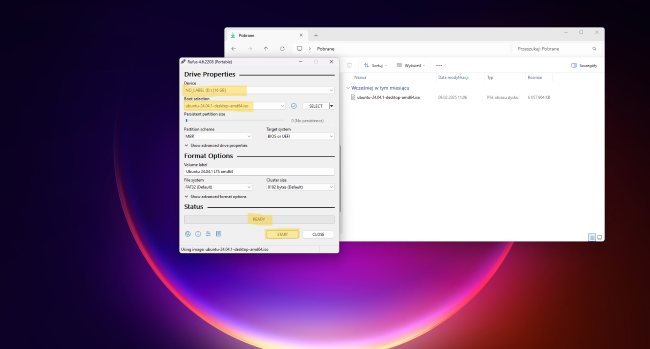 Pobrane
Pobrane
Przeszukaj: Pobrane
Sortuj
Wyświetl
Szczegóły
Nazwa
Data modyfikacji
Typ
Rozmiar
Wcześniej w tym miesiącu
ubuntu-24.04.1-desktop-amd64.iso
Rufus 4.6.2208 (Portable)
Drive Properties
Device
NO_LABEL (E:) [16 GB]
Boot selection
ubuntu-24.04.1-desktop-amd64.iso
SELECT
Persistent partition size
0 (No persistence)
Partition scheme
Target system
MBR
BIOS or UEFI
Show advanced drive properties
Format Options
Volume label
Ubuntu 24.04.1 LTS amd64
File system
Cluster size
FAT32 (Default)
8192 bytes (Default)
Show advanced format options
Status
READY
START
CLOSE
Using image: ubuntu-24.04.1-desktop-amd64.iso